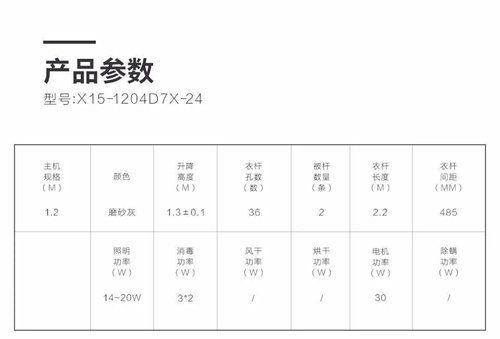 产品参数
型号:X15-1204D7X-24
主机规格(M) 颜色 升降高度(M) 衣杆孔数(数) 被杆数量(条) 衣杆长度(M) 衣杆间距(MM)
1.2 磨砂灰 1.3±0.1 36 2 2.2 485
照明功率(W) 消毒功率(W) 风干功率(W) 烘干功率(W) 电机功率(W) 除螨功率(W)
14~20W 3*2 / / 30 /